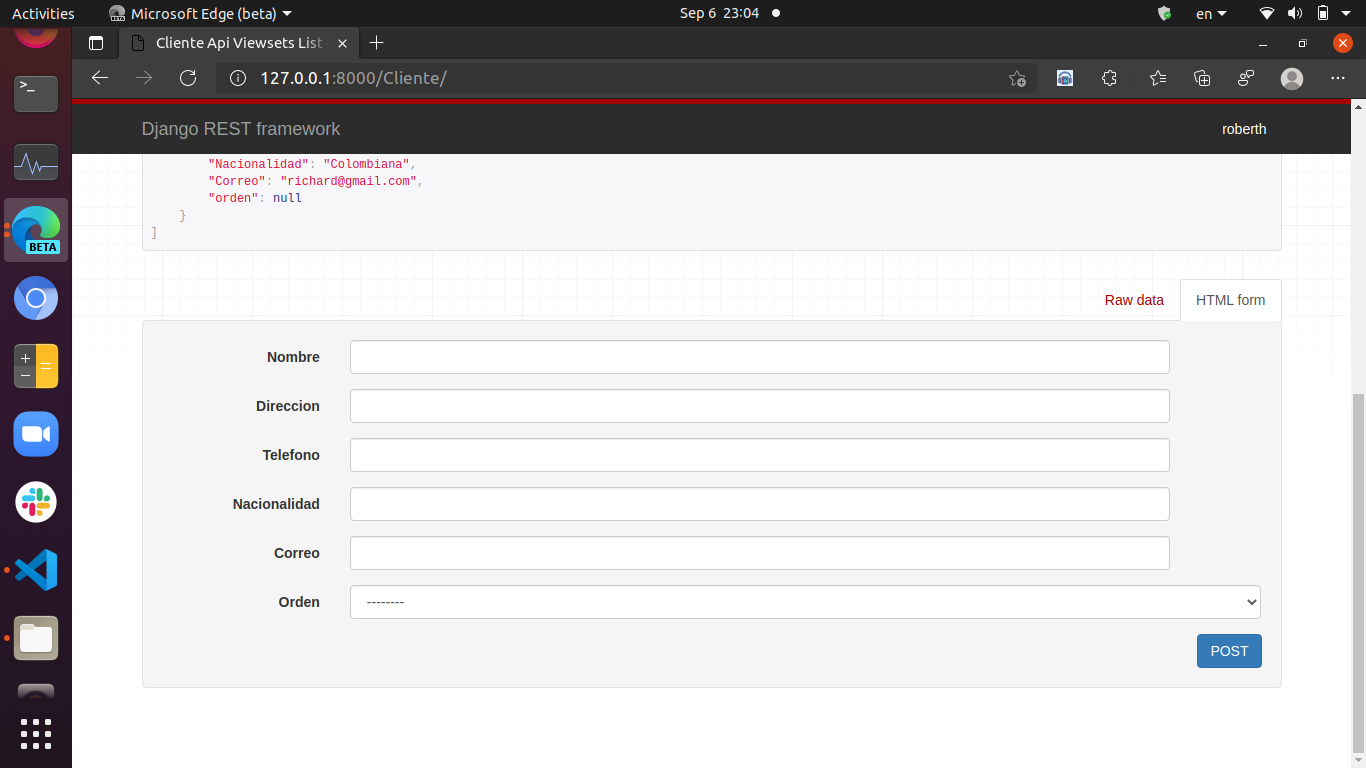 Activities
Microsoft Edge (beta)
Sep 6 23:04
en
Cliente Api Viewsets List
127.0.0.1:8000/Cliente/
>_
Django REST framework
roberth
"Nacionalidad": "Colombiana",
"Correo": "richard@gmail.com",
"orden": null
}
]
BETA
Raw data
HTML form
Nombre
Direccion
Telefono
Nacionalidad
Correo
Orden
--------
POST